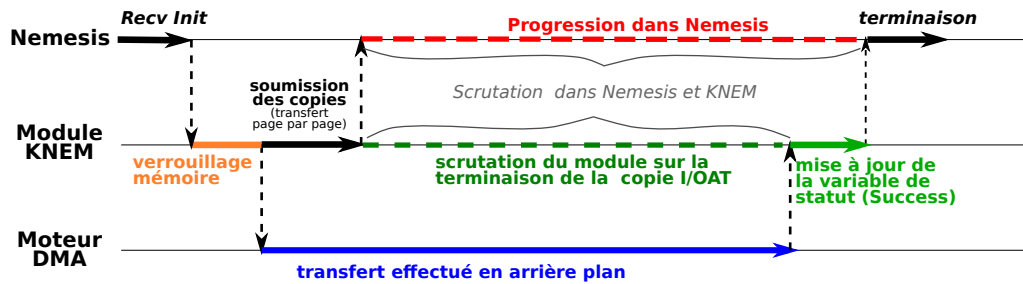 Recv Init
terminaison
Nemesis
Progression dans Nemesis
soumission
des copies
(transfert
page par page)
Scrutation  dans Nemesis et KNEM
Module
KNEM
verrouillage
mémoire
scrutation du module sur la
terminaison de la  copie I/OAT
mise à jour de
la variable de
statut (Success)
Moteur
DMA
transfert effectué en arrière plan